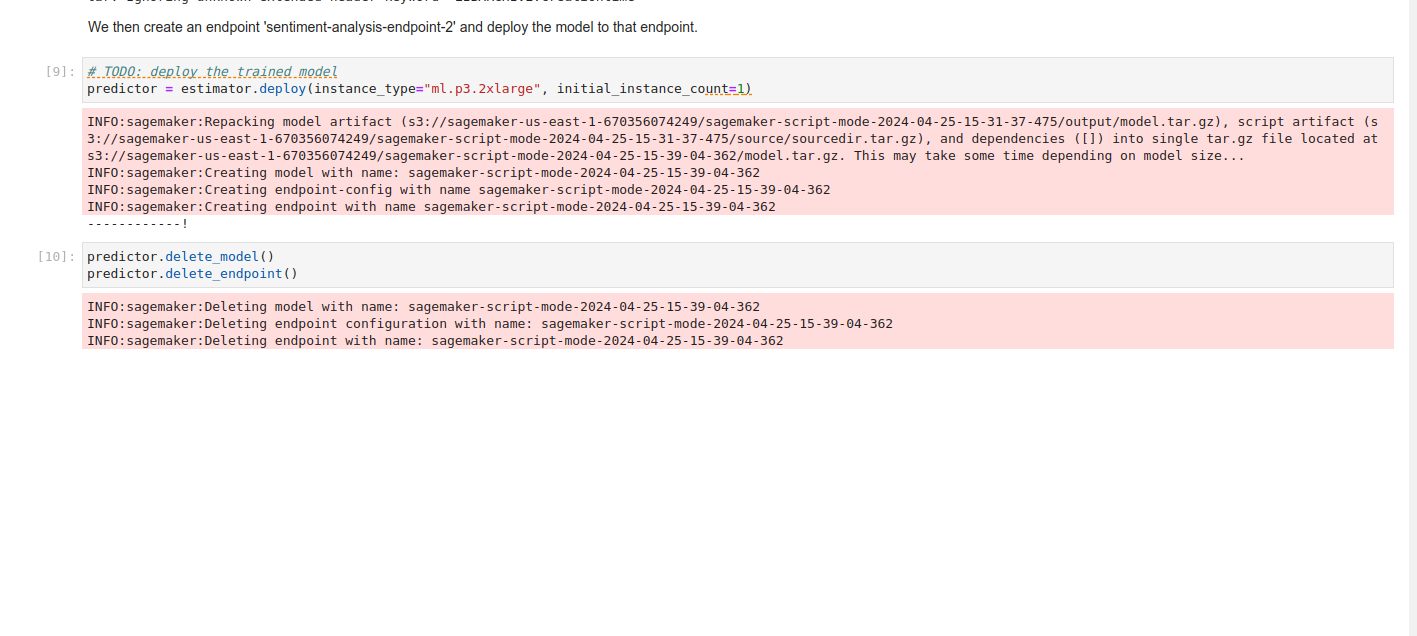 We then create an endpoint 'sentiment-analysis-endpoint-2' and deploy the model to that endpoint.
[9]:
# TODO: deploy the trained model
predictor = estimator.deploy(instance_type="ml.p3.2xlarge", initial_instance_count=1)
INFO:sagemaker:Repacking model artifact (s3://sagemaker-us-east-1-670356074249/sagemaker-script-mode-2024-04-25-15-31-37-475/output/model.tar.gz), script artifact (s
3://sagemaker-us-east-1-670356074249/sagemaker-script-mode-2024-04-25-15-31-37-475/source/sourcedir.tar.gz), and dependencies ([]) into single tar.gz file located at
s3://sagemaker-us-east-1-670356074249/sagemaker-script-mode-2024-04-25-15-39-04-362/model.tar.gz. This may take some time depending on model size...
INFO:sagemaker:Creating model with name: sagemaker-script-mode-2024-04-25-15-39-04-362
INFO:sagemaker:Creating endpoint-config with name sagemaker-script-mode-2024-04-25-15-39-04-362
INFO:sagemaker:Creating endpoint with name sagemaker-script-mode-2024-04-25-15-39-04-362
------------!
[10]:
predictor.delete_model()
predictor.delete_endpoint()
INFO:sagemaker:Deleting model with name: sagemaker-script-mode-2024-04-25-15-39-04-362
INFO:sagemaker:Deleting endpoint configuration with name: sagemaker-script-mode-2024-04-25-15-39-04-362
INFO:sagemaker:Deleting endpoint with name: sagemaker-script-mode-2024-04-25-15-39-04-362